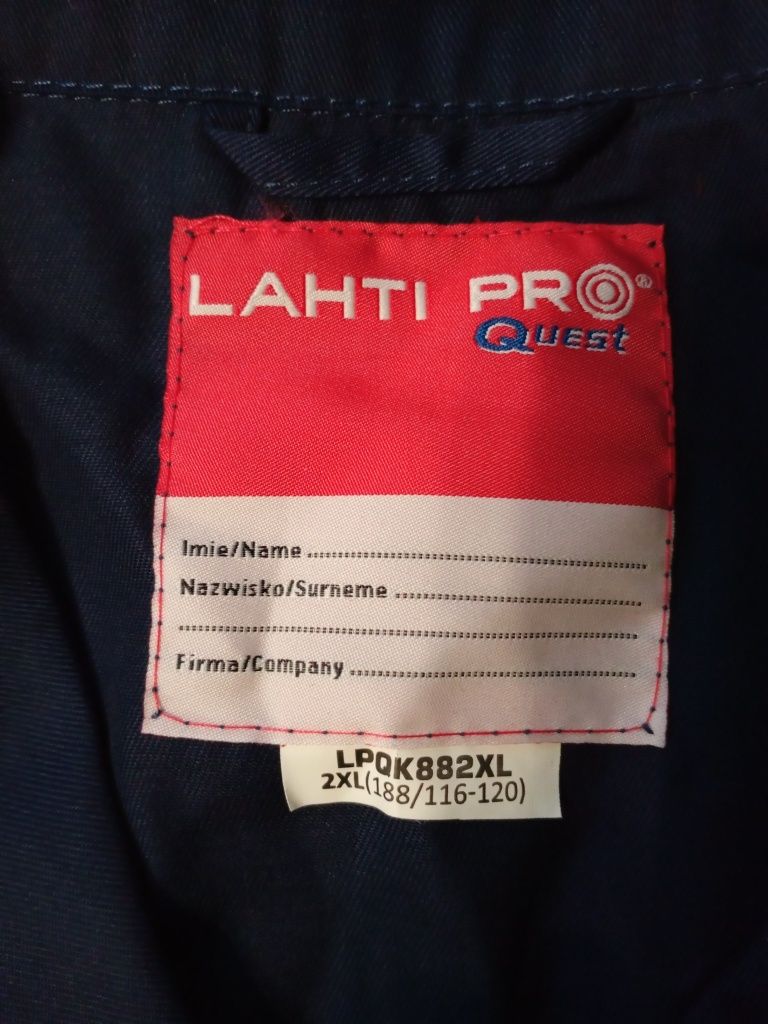 LAHTI PRO®
Quest
Imie/Name ........................
Nazwisko/Surneme ........................
........................
Firma/Company ........................
LPQK882XL
2XL(188/116-120)